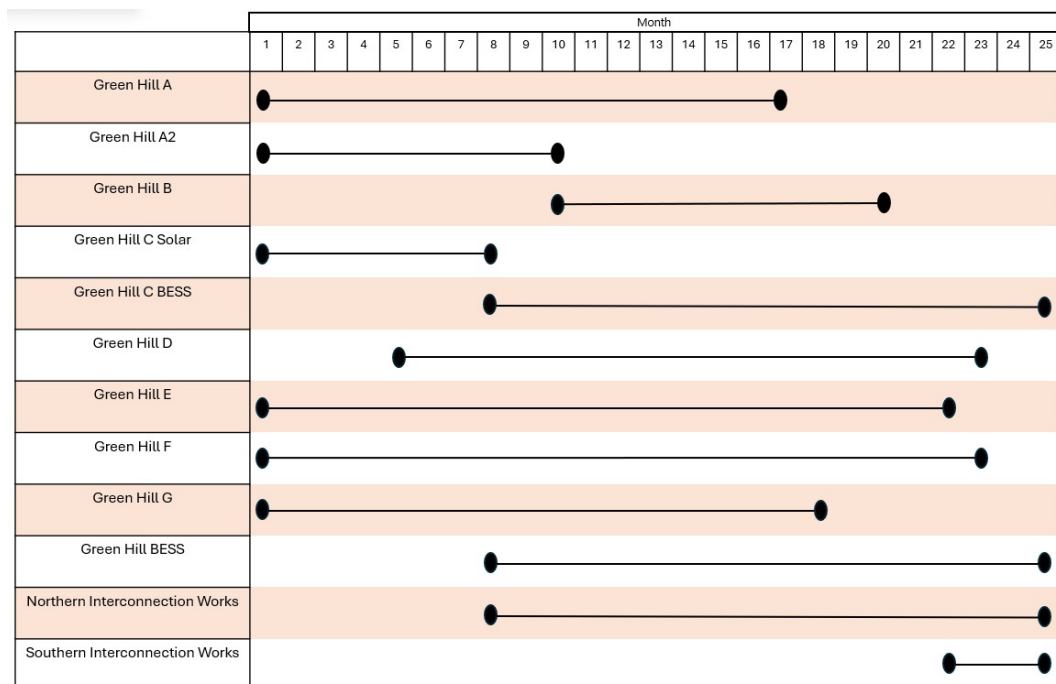 Month
1 2 3 4 5 6 7 8 9 10 11 12 13 14 15 16 17 18 19 20 21 22 23 24 25
Green Hill A
Green Hill A2
Green Hill B
Green Hill C Solar
Green Hill C BESS
Green Hill D
Green Hill E
Green Hill F
Green Hill G
Green Hill BESS
Northern Interconnection Works
Southern Interconnection Works